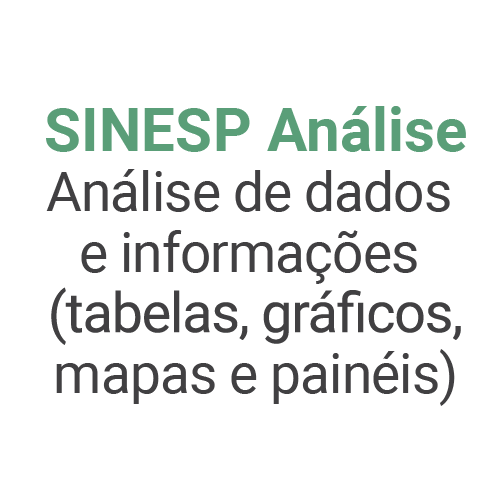 SINESP Análise
Análise de dados
e informações
(tabelas, gráficos,
mapas e painéis)